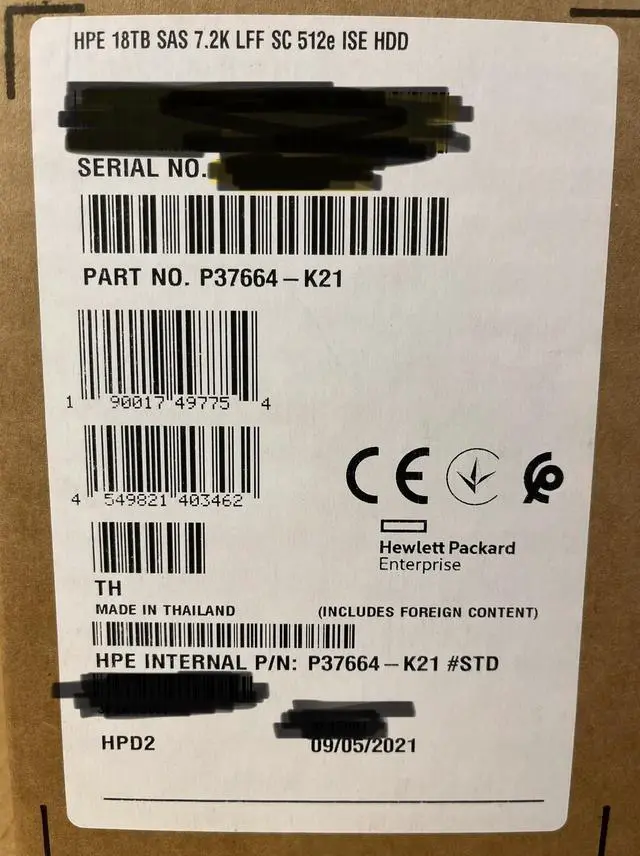 HPE 18TB SAS 7.2K LFF SC 512e ISE HDD
SERIAL NO.
PART NO. P37664-K21
1 90017 49775 4
4 549821 403462
CE
Hewlett Packard
Enterprise
TH
MADE IN THAILAND (INCLUDES FOREIGN CONTENT)
HPE INTERNAL P/N: P37664-K21 #STD
HPD2 09/05/2021